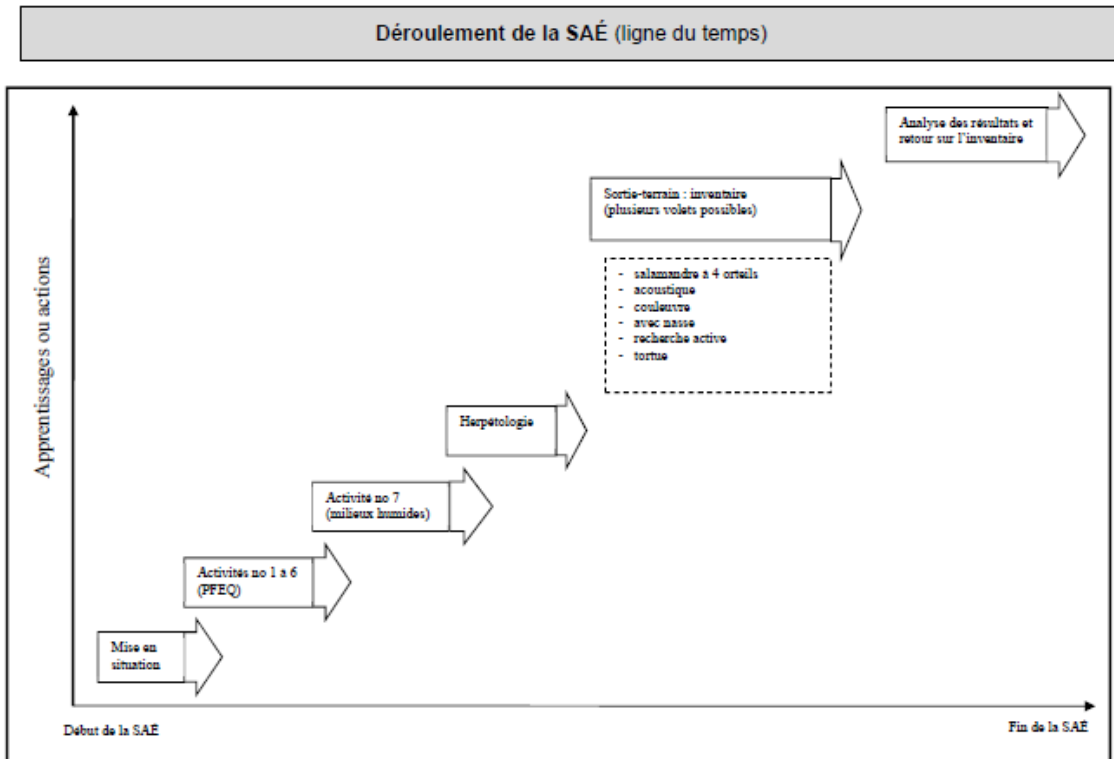 Déroulement de la SAÉ (ligne du temps)
Analyse des résultats et
retour sur l'inventaire
Sortie-terrain : inventaire
(plusieurs volets possibles)
- salamandre à 4 orteils
- acoustique
- couleuvre
- avec nasse
- recherche active
- tortue
Apprentissages ou actions
Herpétologie
Activité no 7
(milieux humides)
Activités no 1 à 6
(PFEQ)
Mise en
situation
Début de la SAÉ
Fin de la SAÉ